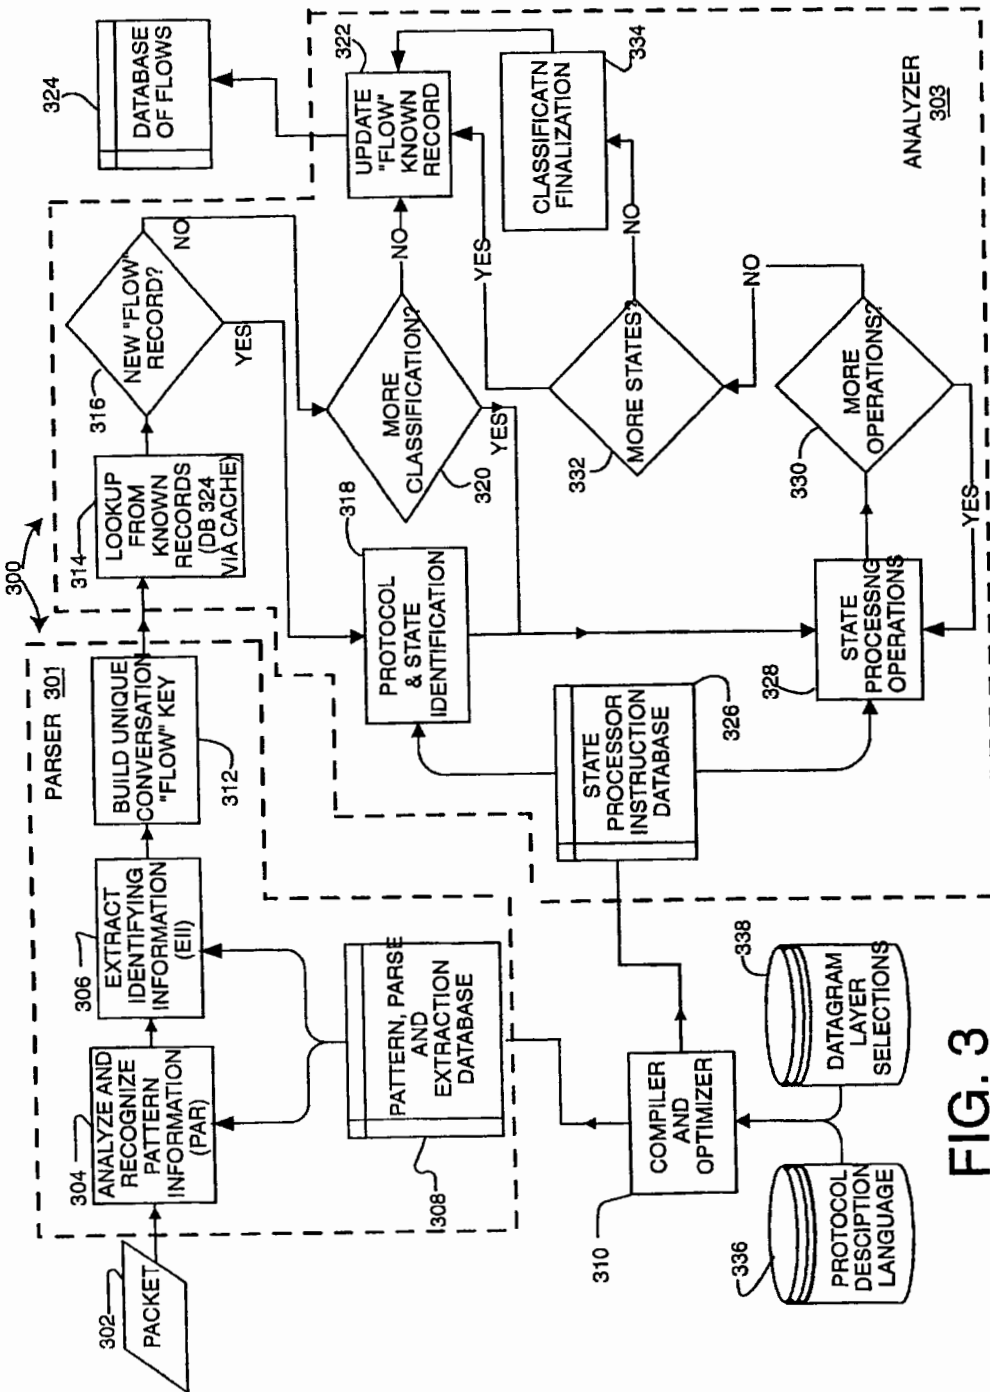 300
PARSER 301
302
PACKET
304
ANALYZE AND
RECOGNIZE
PATTERN
INFORMATION
(PAR)
306
EXTRACT
IDENTIFYING
INFORMATION
(EII)
BUILD UNIQUE
CONVERSATION
"FLOW" KEY
312
314
LOOKUP
FROM
KNOWN
RECORDS
(DB 324
VIA CACHE)
316
NEW "FLOW"
RECORD?
NO
YES
324
DATABASE
OF FLOWS
308
PATTERN, PARSE
AND
EXTRACTION
DATABASE
318
PROTOCOL
& STATE
IDENTIFICATION
MORE
CLASSIFICATION?
320
YES
NO
322
UPDATE
"FLOW"
KNOWN
RECORD
YES
334
CLASSIFICATN
FINALIZATION
NO
STATE
PROCESSOR
INSTRUCTION
DATABASE
326
332
MORE STATES?
NO
310
COMPILER
AND
OPTIMIZER
328
STATE
PROCESSNG
OPERATIONS
330
MORE
OPERATIONS?
YES
ANALYZER
303
336
PROTOCOL
DESCIPTION
LANGUAGE
338
DATAGRAM
LAYER
SELECTIONS
FIG. 3